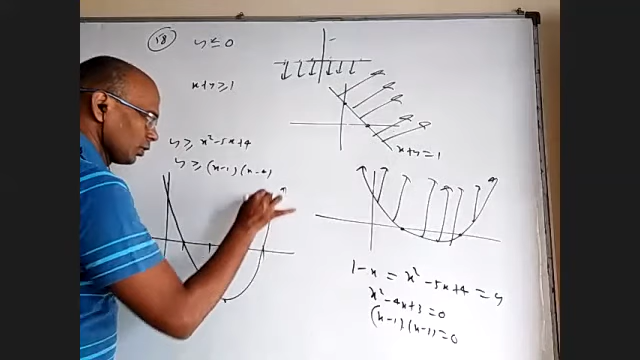 18 y ≤ 0
x+y ≥ 1
y ≥ x² -5x+4
y ≥ (x-1)(x-4)
x+y=1
1-x = x² -5x+4 = y
x² -4x+3 =0
(x-1)(x-1)=0